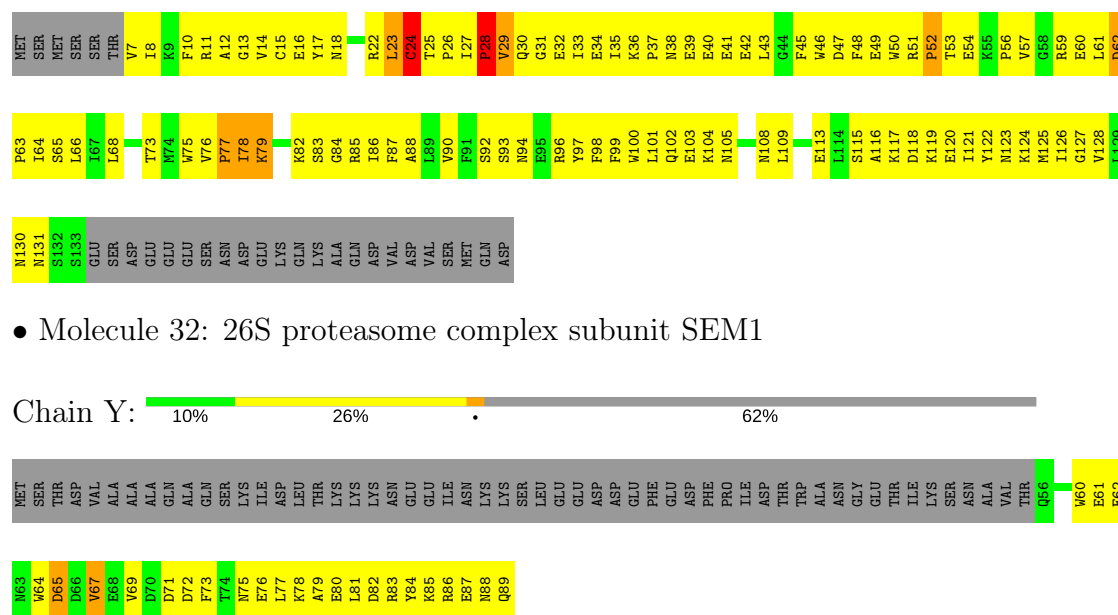 MET SER MET SER SER THR V7 I8 K9 F10 R11 A12 G13 V14 C15 E16 Y17 N18 R22 L23 C24 T25 P26 I27 P28 V29 Q30 G31 E32 I33 E34 I35 K36 P37 N38 E39 E40 E41 E42 L43 G44 F45 W46 D47 F48 E49 W50 R51 P52 T53 E54 K55 P56 V57 G58 R59 E60 L61
P63 I64 S65 L66 I67 L68 T73 M74 W75 V76 P77 I78 K79 K82 S83 G84 R85 I86 F87 A88 L89 V90 F91 S92 S93 N94 E95 R96 Y97 F98 F99 W100 L101 Q102 E103 K104 N105 N108 L109 E113 L114 S115 A116 K117 D118 K119 E120 I121 Y122 N123 K124 M125 I126 G127 V128 L129
N130 N131 S132 S133 GLU SER ASP GLU GLU GLU SER ASN ASP GLU LYS GLN LYS ALA GLN ASP VAL ASP VAL SER MET GLN ASP
• Molecule 32: 26S proteasome complex subunit SEM1
Chain Y: 10% 26% • 62%
MET SER THR ASP VAL ALA ALA ALA GLN ALA GLN SER LYS ILE ASP LEU THR LYS LYS LYS ASN GLU GLU ILE ASN LYS LYS SER LEU GLU GLU ASP ASP GLU PHE GLU ASP PHE PRO ILE ASP THR TRP ALA ASN GLY GLU THR ILE LYS SER ASN ALA VAL THR Q56 W60 E61
N63 W64 D65 D66 V67 E68 V69 D70 D71 D72 F73 T74 N75 E76 L77 K78 A79 E80 L81 D82 R83 Y84 K85 R86 E87 N88 Q89